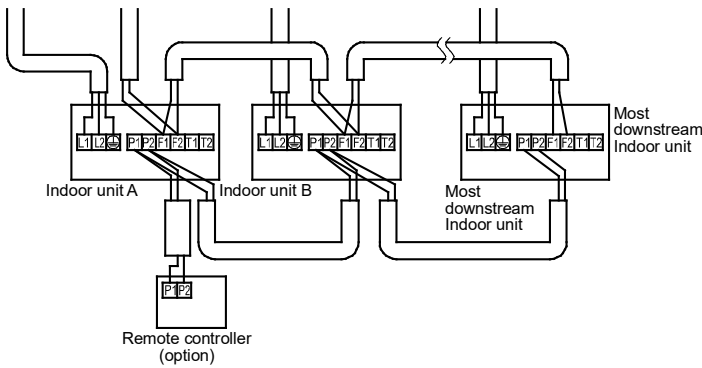 L1 L2 P1 P2 F1 F2 T1 T2
L1 L2 P1 P2 F1 F2 T1 T2
L1 L2 P1 P2 F1 F2 T1 T2
Most
downstream
Indoor unit
Indoor unit A
Indoor unit B
Most
downstream
Indoor unit
P1 P2
Remote controller
(option)